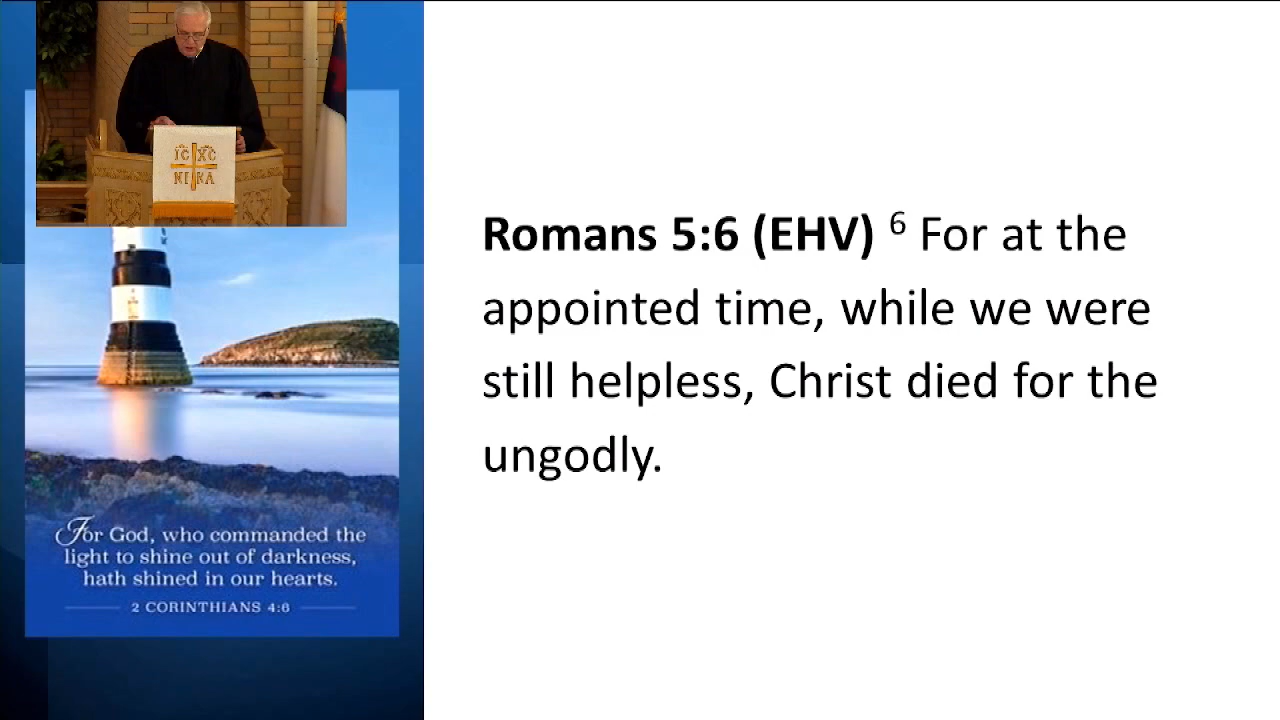 IC XC
NI KA
Romans 5:6 (EHV) ⁶ For at the
appointed time, while we were
still helpless, Christ died for the
ungodly.
For God, who commanded the
light to shine out of darkness,
hath shined in our hearts.
2 CORINTHIANS 4:6